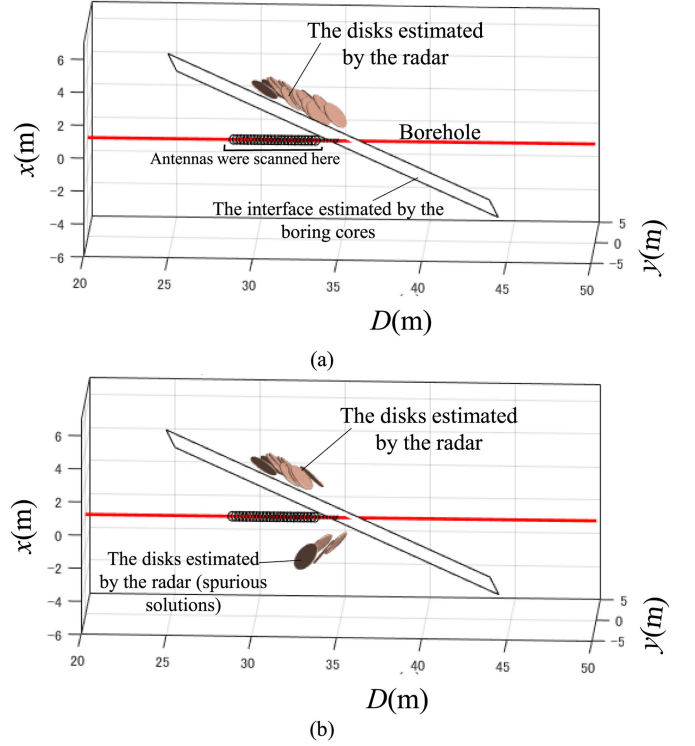 The disks estimated
by the radar
6
4
2
0
-2
-4
-6
x(m)
Borehole
Antennas were scanned here
The interface estimated by the
boring cores
5
0
-5
y(m)
20
25
30
35
40
45
50
D(m)
(a)
The disks estimated
by the radar
6
4
2
0
-2
-4
-6
x(m)
The disks estimated
by the radar (spurious
solutions)
5
0
-5
y(m)
20
25
30
35
40
45
50
D(m)
(b)